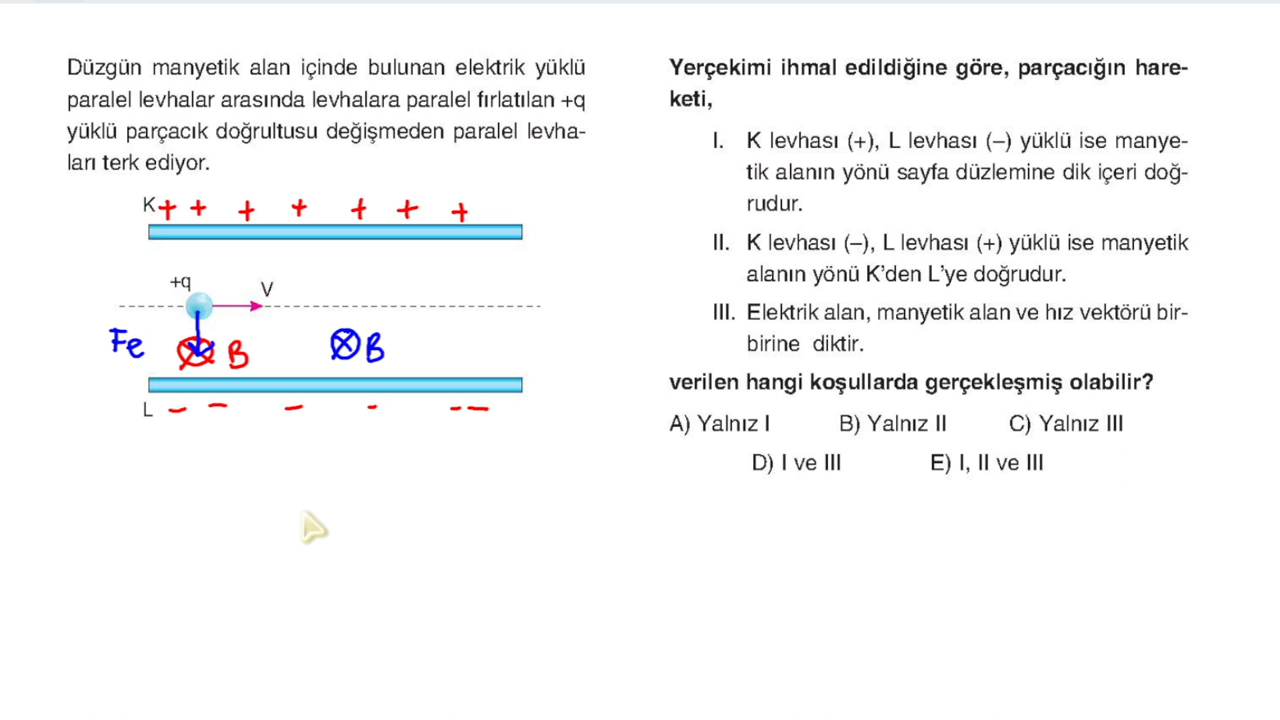 Düzgün manyetik alan içinde bulunan elektrik yüklü
paralel levhalar arasında levhalara paralel fırlatılan +q
yüklü parçacık doğrultusu değişmeden paralel levha-
ları terk ediyor.
K+ + + + + + +
+q
V
Fe
B
B
L - - - - - -
Yerçekimi ihmal edildiğine göre, parçacığın hare-
keti,
I. K levhası (+), L levhası (–) yüklü ise manye-
tik alanın yönü sayfa düzlemine dik içeri doğ-
rudur.
II. K levhası (–), L levhası (+) yüklü ise manyetik
alanın yönü K’den L’ye doğrudur.
III. Elektrik alan, manyetik alan ve hız vektörü bir-
birine diktir.
verilen hangi koşullarda gerçekleşmiş olabilir?
A) Yalnız I B) Yalnız II C) Yalnız III
D) I ve III E) I, II ve III